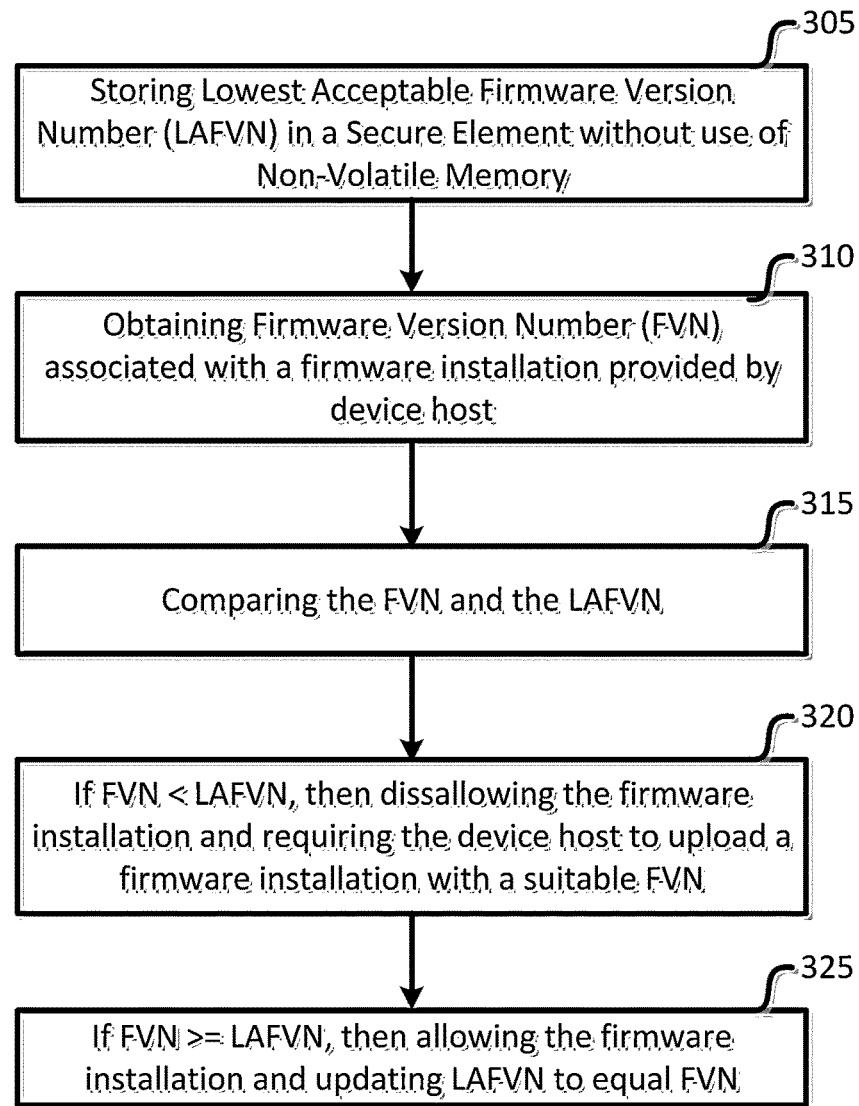 305
Storing Lowest Acceptable Firmware Version
Number (LAFVN) in a Secure Element without use of
Non-Volatile Memory
310
Obtaining Firmware Version Number (FVN)
associated with a firmware installation provided by
device host
315
Comparing the FVN and the LAFVN
320
If FVN < LAFVN, then dissallowing the firmware
installation and requiring the device host to upload a
firmware installation with a suitable FVN
325
If FVN >= LAFVN, then allowing the firmware
installation and updating LAFVN to equal FVN